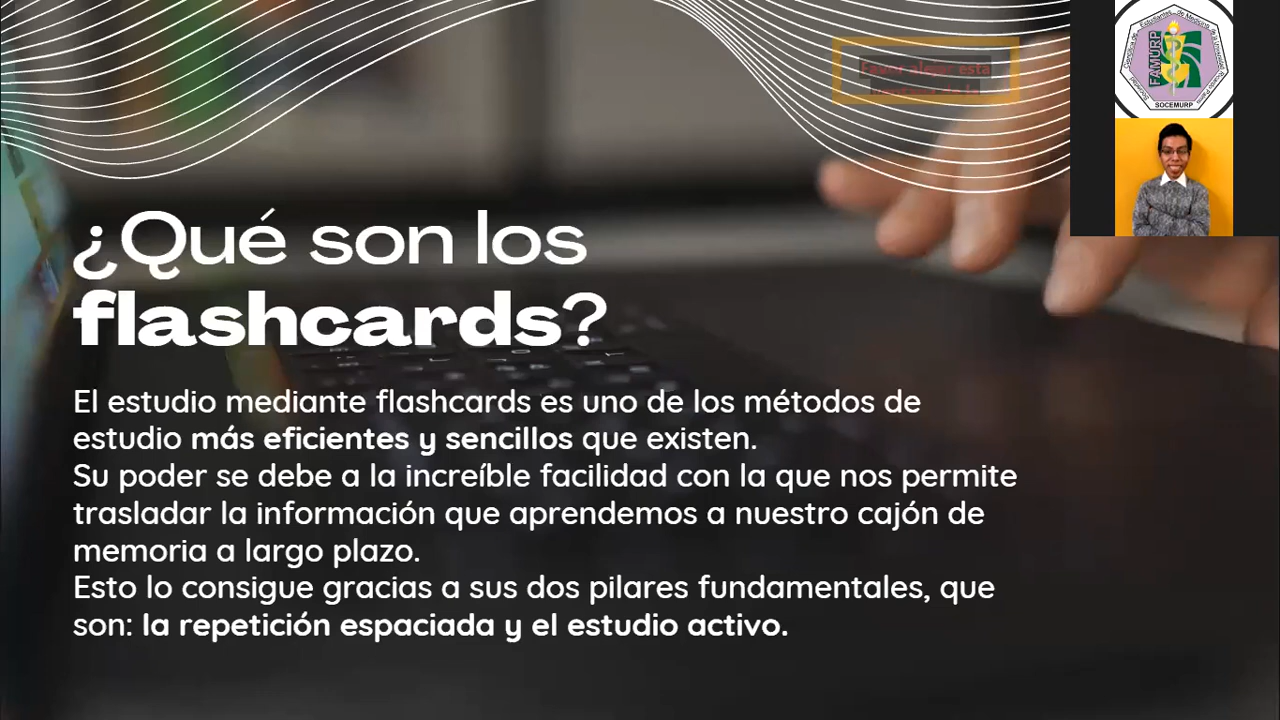 ¿Qué son los
flashcards?
El estudio mediante flashcards es uno de los métodos de
estudio más eficientes y sencillos que existen.
Su poder se debe a la increíble facilidad con la que nos permite
trasladar la información que aprendemos a nuestro cajón de
memoria a largo plazo.
Esto lo consigue gracias a sus dos pilares fundamentales, que
son: la repetición espaciada y el estudio activo.
Favor alejar esta
FAMURP
SOCEMURP